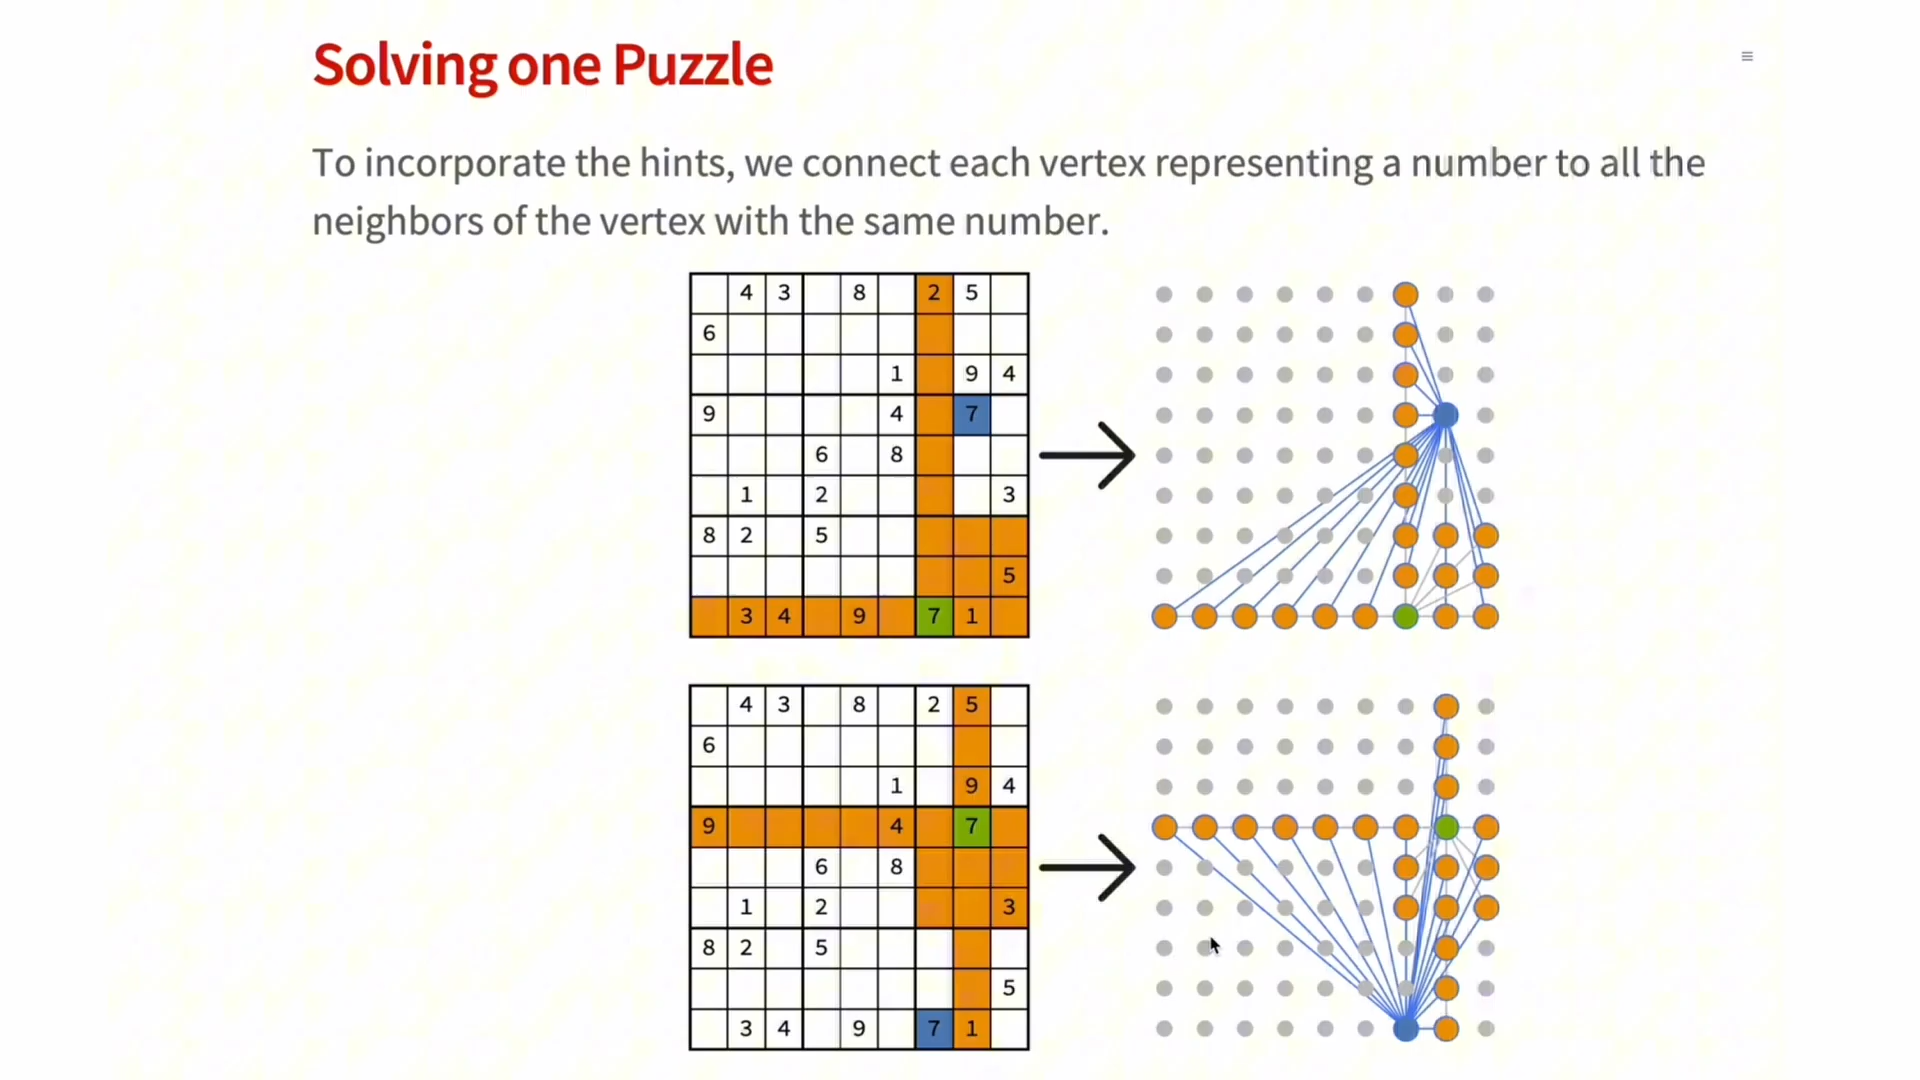 Solving one Puzzle
≡
To incorporate the hints, we connect each vertex representing a number to all the
neighbors of the vertex with the same number.
4 3 8 2 5
6
1 9 4
9 4 7
6 8
1 2 3
8 2 5
5
3 4 9 7 1
4 3 8 2 5
6
1 9 4
9 4 7
6 8
1 2 3
8 2 5
5
3 4 9 7 1